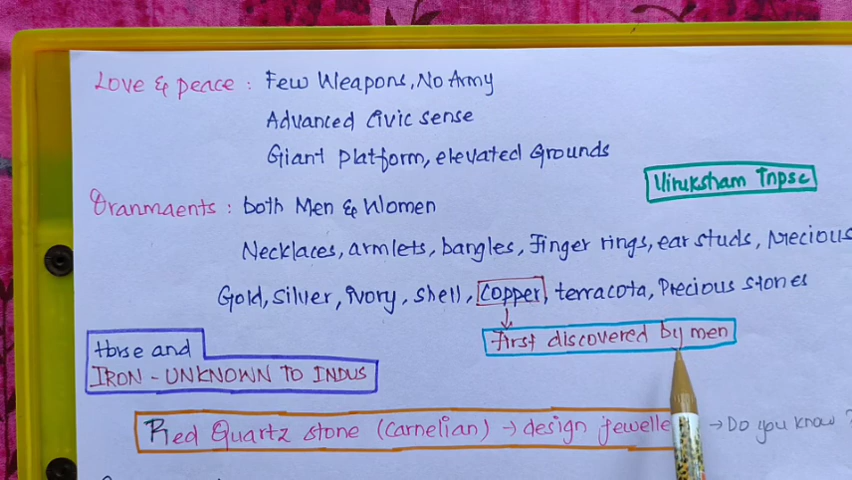 Love & peace : Few Weapons, No Army
Advanced civic sense
Giant platform, elevated Grounds
Viruksham Tnpsc
Oranmaents : both Men & Women
Necklaces, armlets, bangles, Finger rings, ear studs, Precious
Gold, Silver, ivory, shell, copper, terracota, Precious stones
First discovered by men
Horse and
IRON - UNKNOWN TO INDUS
Red Quartz stone (Carnelian) → design jewelle → Do you know ?